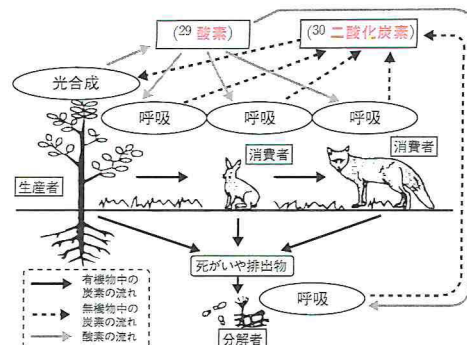 (29 酸素)
(30 二酸化炭素)
光合成
呼吸
呼吸
呼吸
消費者
消費者
生産者
死がいや排出物
呼吸
分解者
有機物中の
炭素の流れ
無機物中の
炭素の流れ
酸素の流れ